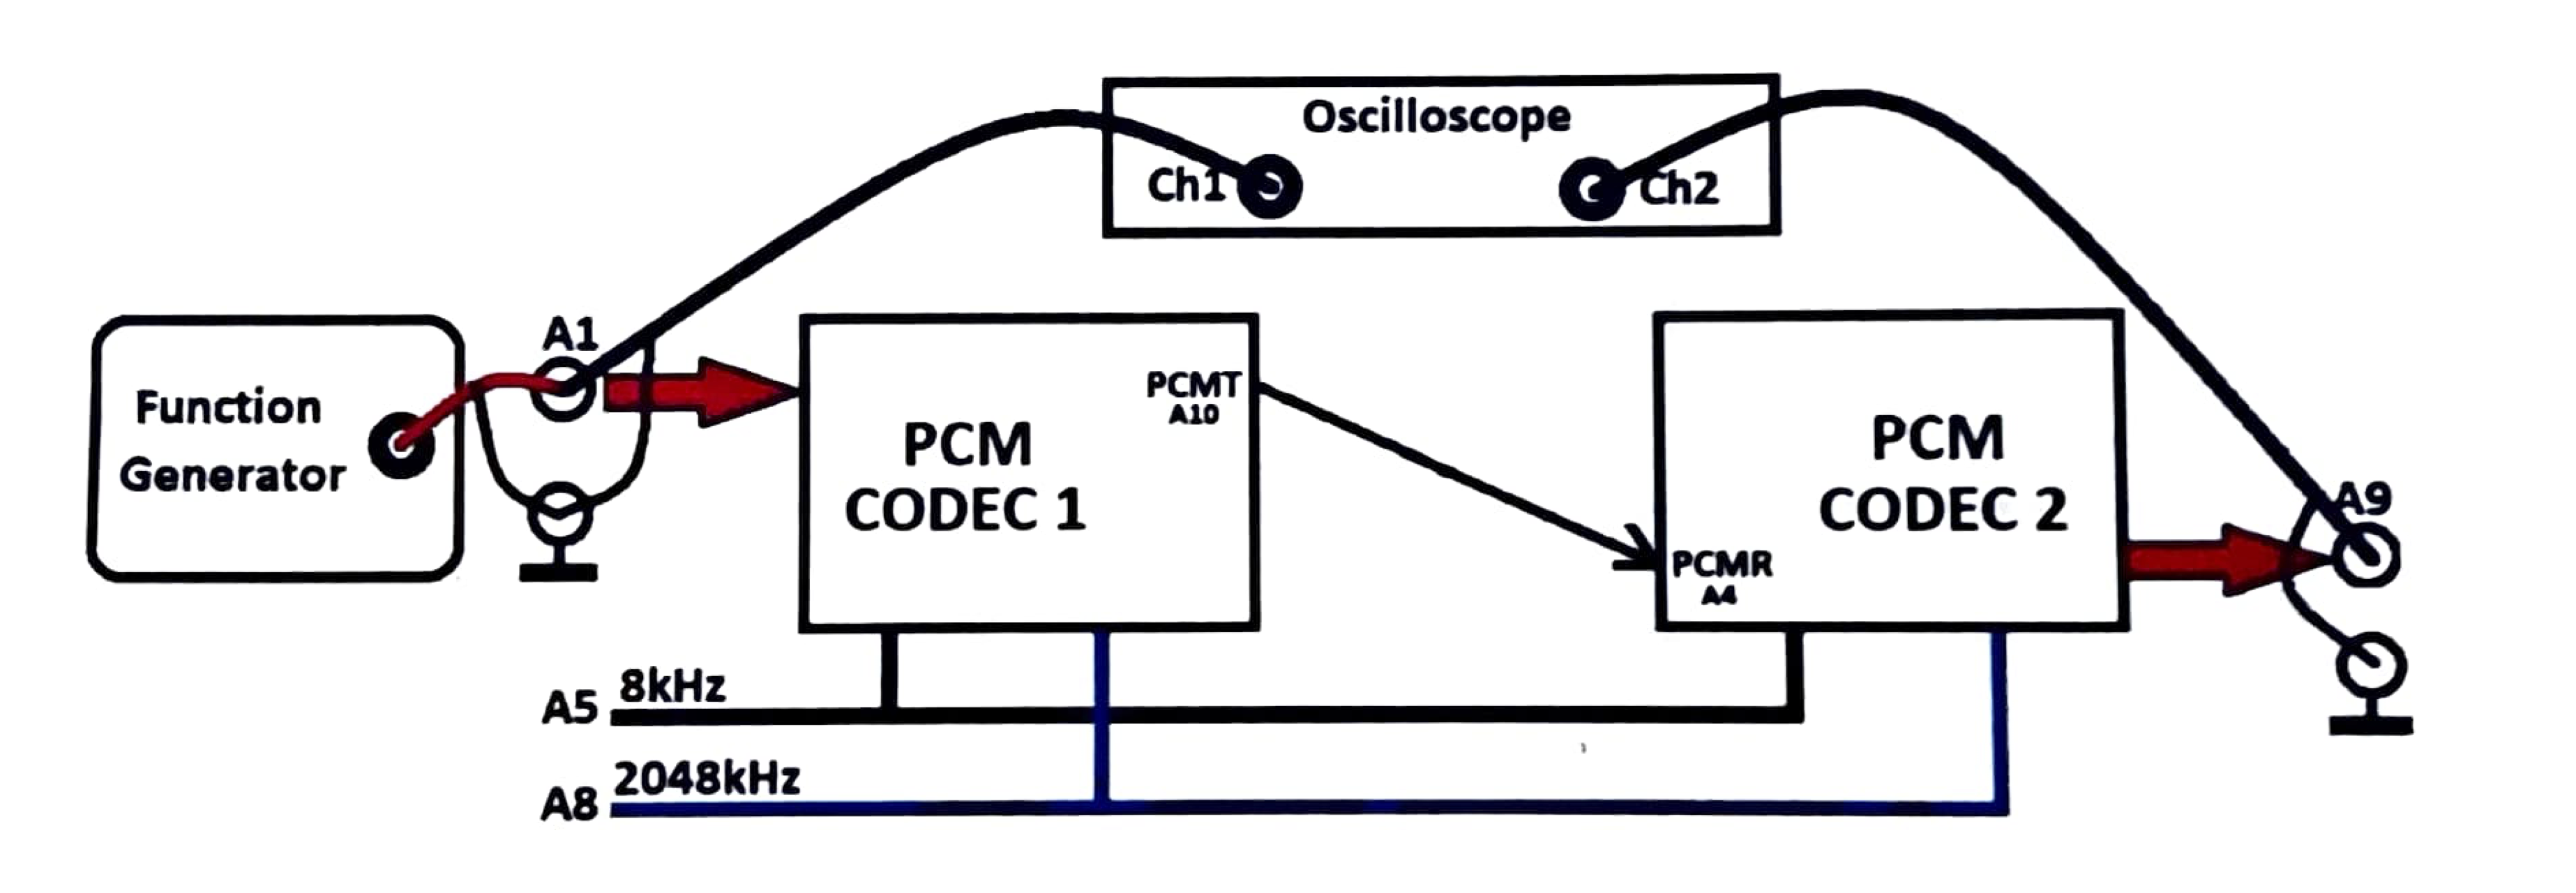 Oscilloscope
Ch1
Ch2
A1
Function
Generator
PCMT
A10
PCM
CODEC 1
PCM
CODEC 2
PCMR
A4
A9
A5 8kHz
A8 2048kHz